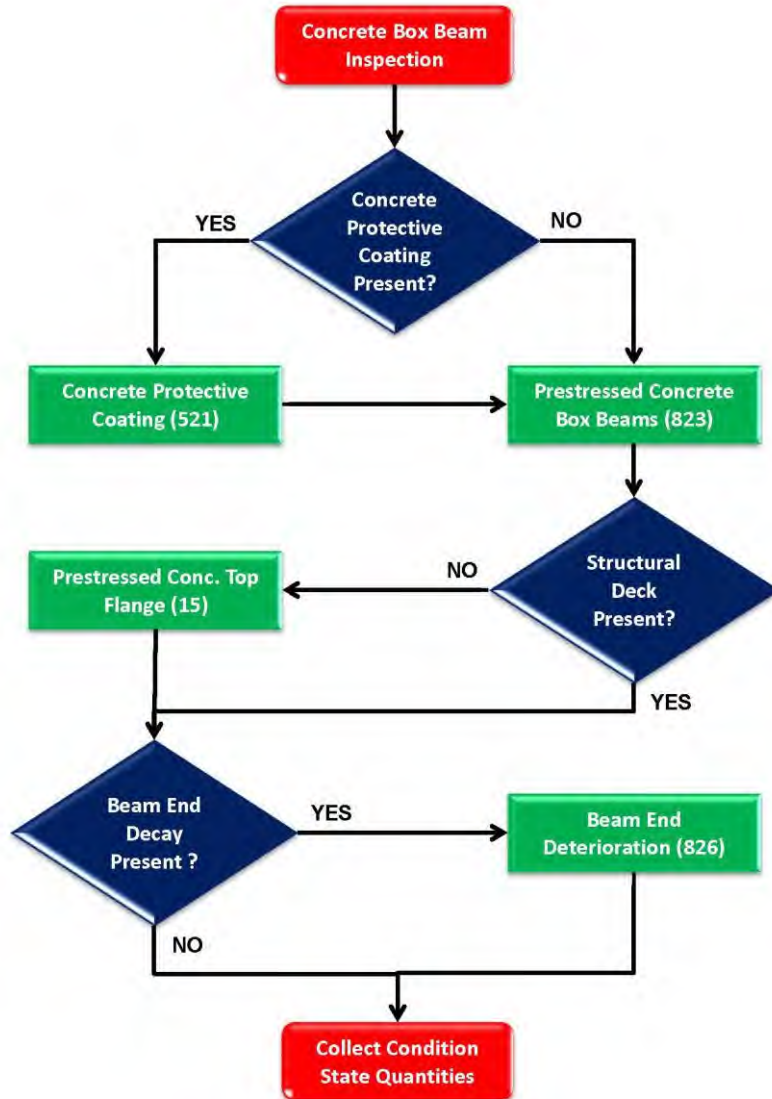 Concrete Box Beam
Inspection
Concrete
Protective
Coating
Present?
YES
NO
Concrete Protective
Coating (521)
Prestressed Concrete
Box Beams (823)
Structural
Deck
Present?
NO
YES
Prestressed Conc. Top
Flange (15)
Beam End
Decay
Present ?
YES
NO
Beam End
Deterioration (826)
Collect Condition
State Quantities